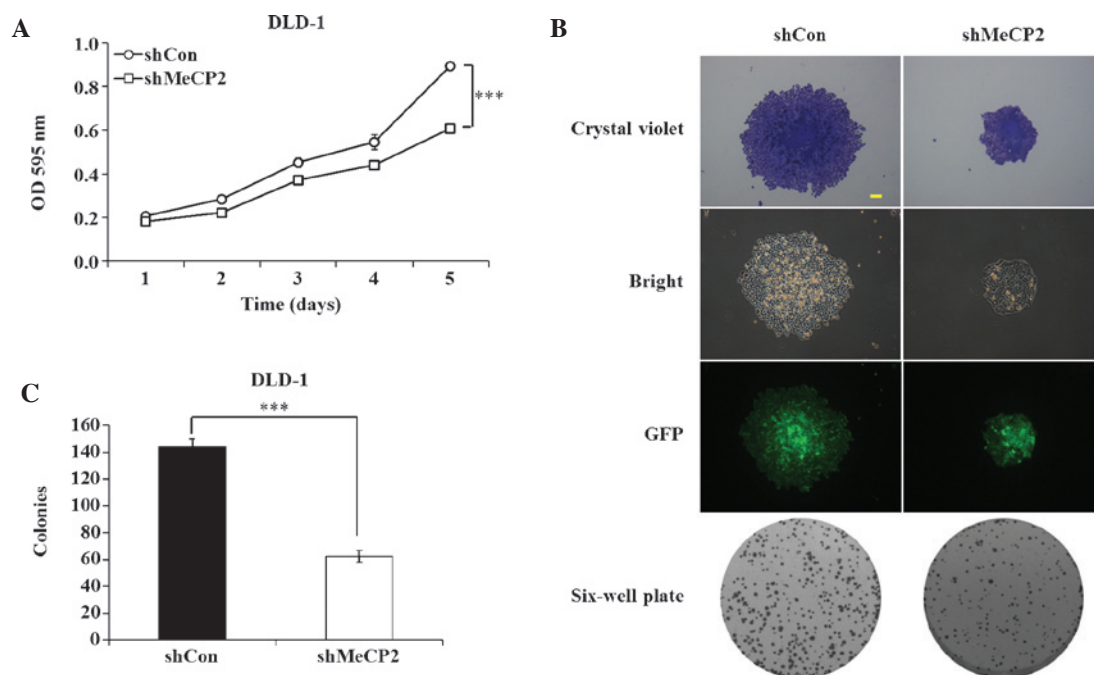 A
DLD-1
shCon
shMeCP2
1.0
0.8
0.6
0.4
0.2
0.0
OD 595 nm
1 2 3 4 5
Time (days)
***
B
shCon shMeCP2
Crystal violet
Bright
GFP
Six-well plate
C
DLD-1
***
160
140
120
100
80
60
40
20
0
Colonies
shCon shMeCP2